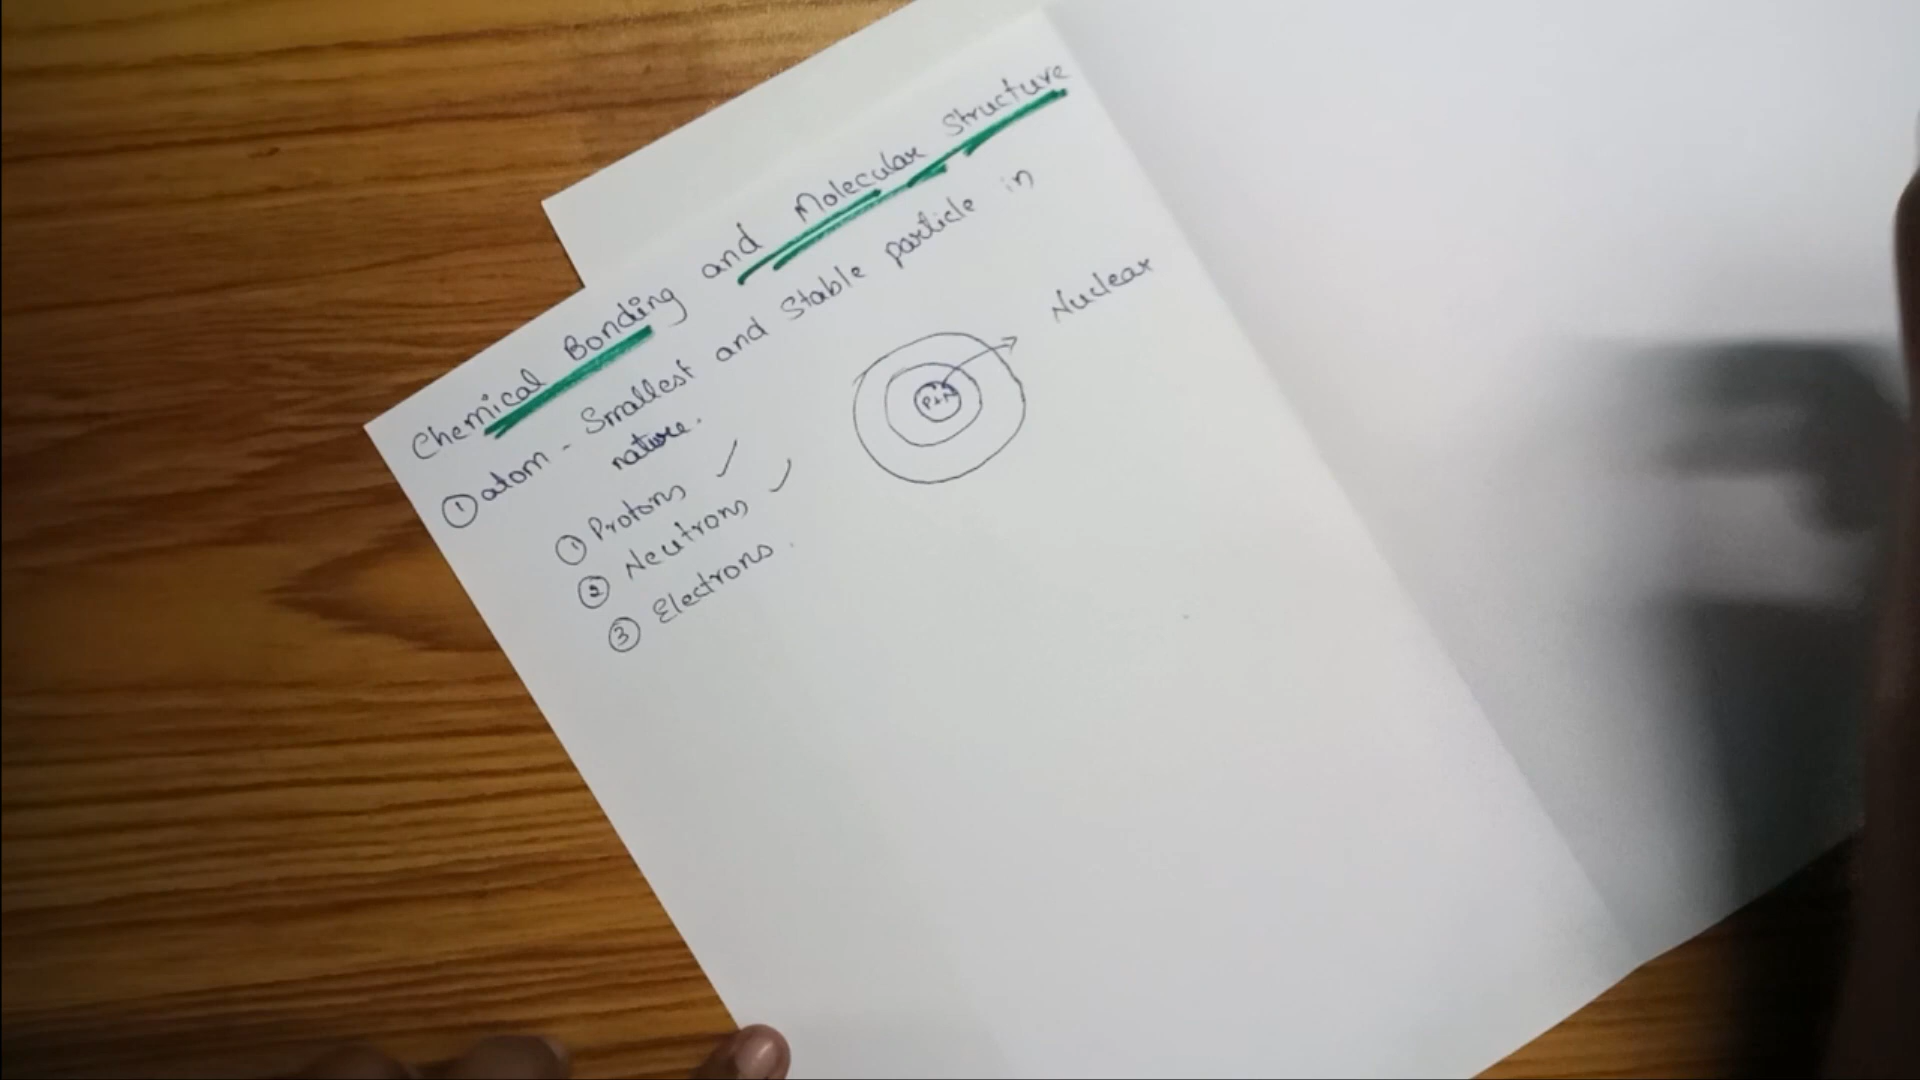 Chemical Bonding and Molecular Structure
① atom - Smallest and Stable particle in
nature.
① Protons
② Neutrons
③ Electrons.
P+N
Nuclear